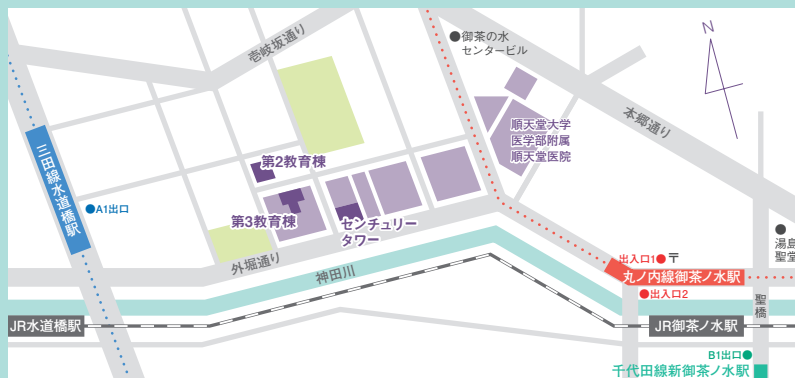 御茶の水
センタービル
N
壱岐坂通り
本郷通り
順天堂大学
医学部附属
順天堂医院
第2教育棟
三田線水道橋駅
A1出口
第3教育棟
センチュリー
タワー
湯島
聖堂
外堀通り
神田川
出入口1
〒
丸ノ内線御茶ノ水駅
出入口2
聖橋
JR水道橋駅
JR御茶ノ水駅
B1出口
千代田線新御茶ノ水駅